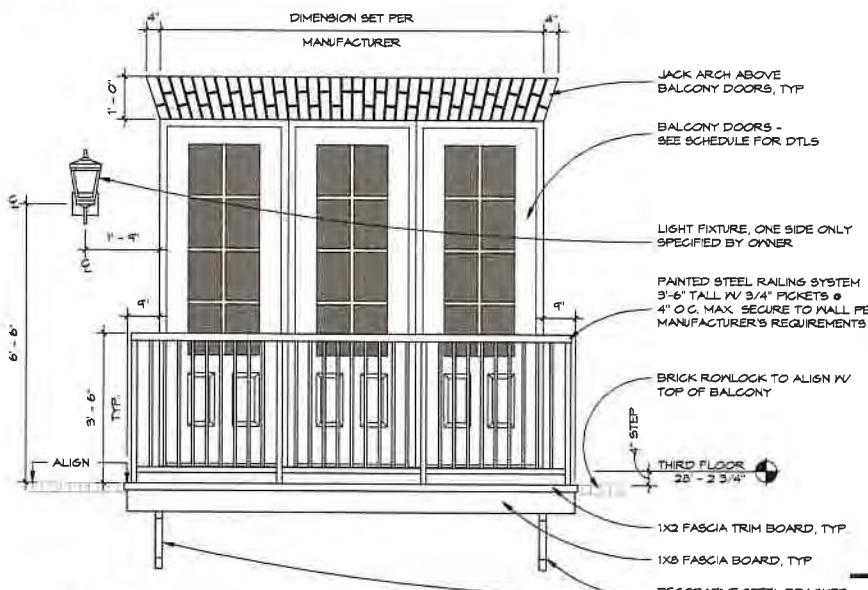 4" DIMENSION SET PER 4"
MANUFACTURER
1' - 0"
JACK ARCH ABOVE
BALCONY DOORS, TYP
BALCONY DOORS -
SEE SCHEDULE FOR DTLS
LIGHT FIXTURE, ONE SIDE ONLY
SPECIFIED BY OWNER
1' - 9"
PAINTED STEEL RAILING SYSTEM
3'-6" TALL W/ 3/4" PICKETS @
4" O.C. MAX. SECURE TO WALL PE
MANUFACTURER'S REQUIREMENTS
9"
9"
6' - 6"
3' - 6"
TYP.
BRICK ROWLOCK TO ALIGN W/
TOP OF BALCONY
4" STEP
ALIGN
THIRD FLOOR
28' - 2 3/4"
1X2 FASCIA TRIM BOARD, TYP.
1X8 FASCIA BOARD, TYP